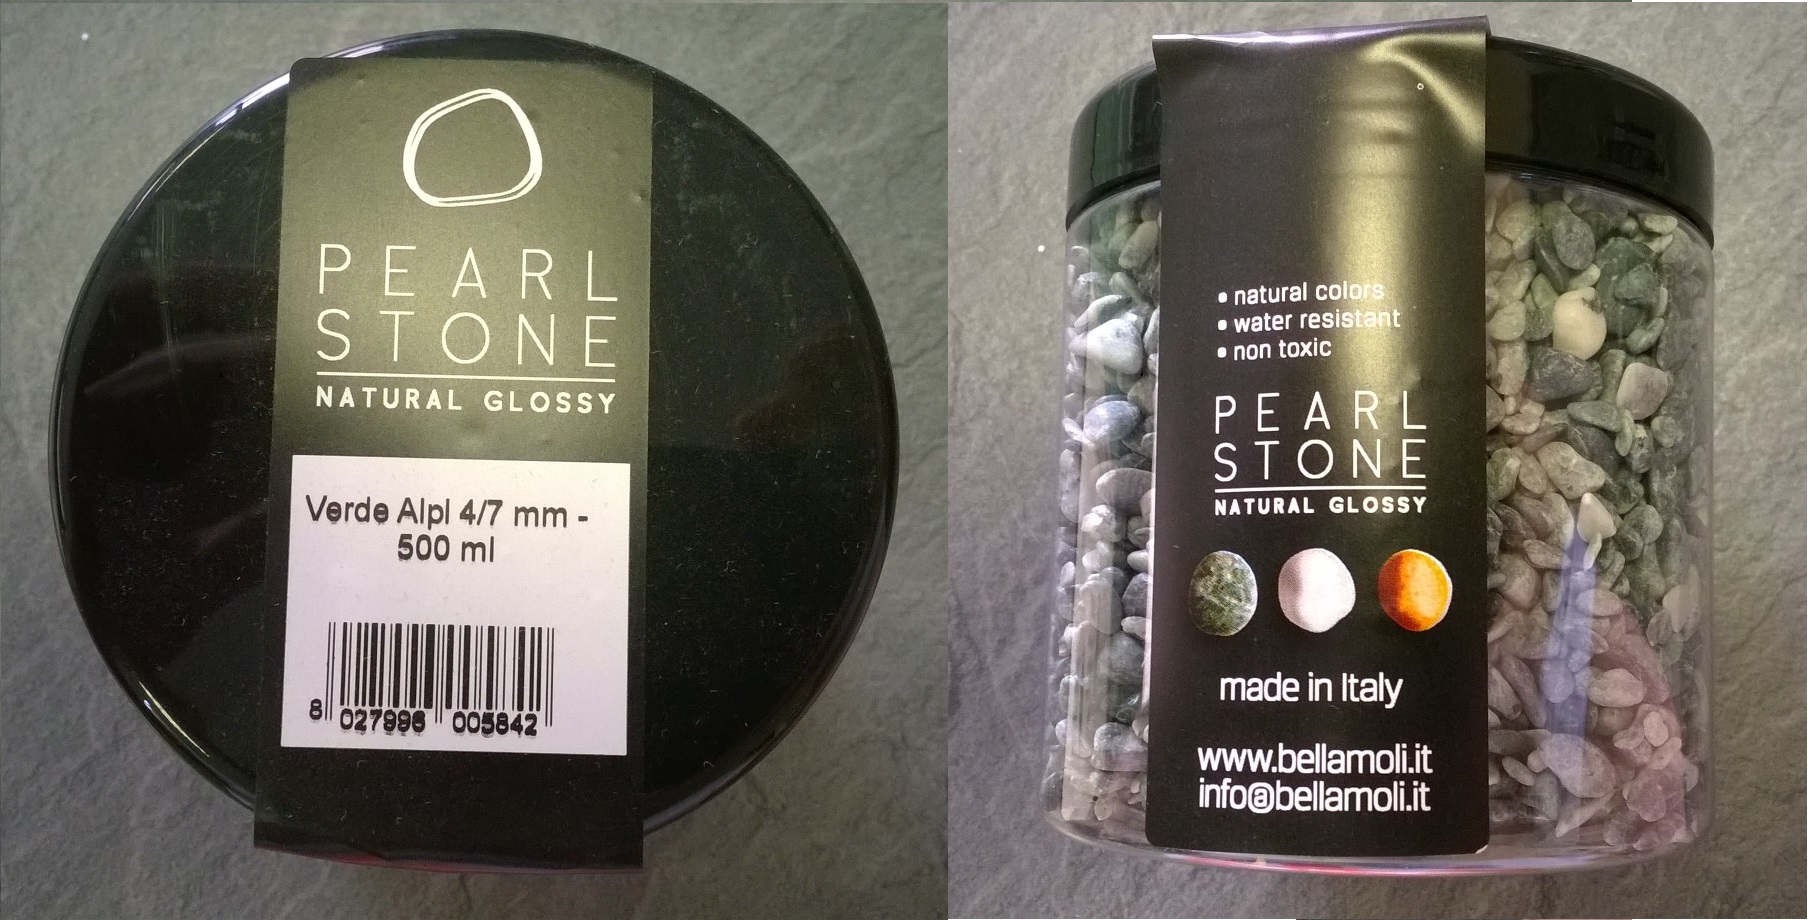 PEARL
STONE
NATURAL GLOSSY
Verde Alpi 4/7 mm -
500 ml
8 027998 005842
• natural colors
• water resistant
• non toxic
PEARL
STONE
NATURAL GLOSSY
made in Italy
www.bellamoli.it
info@bellamoli.it